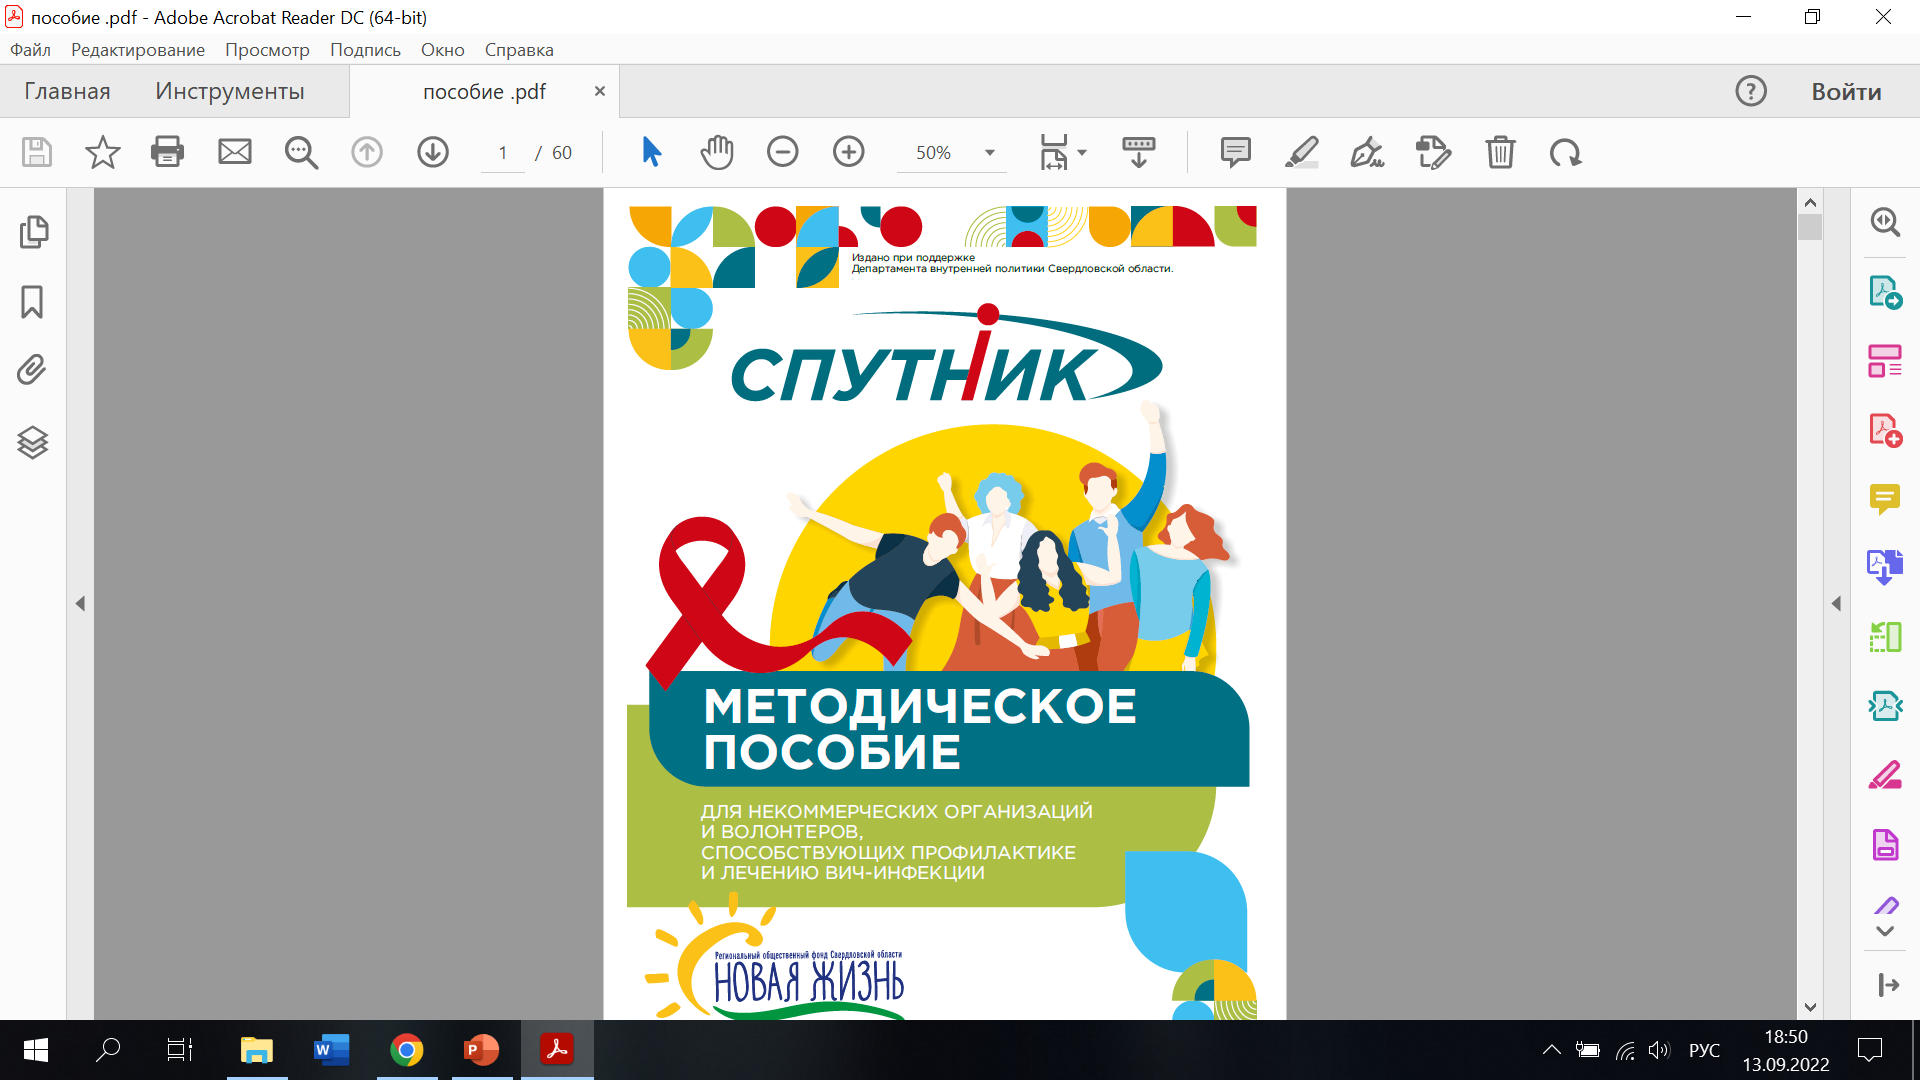 пособие .pdf - Adobe Acrobat Reader DC (64-bit)
Файл Редактирование Просмотр Подпись Окно Справка
Главная Инструменты пособие .pdf × ? Войти
1 / 60 50%
Издано при поддержке
Департамента внутренней политики Свердловской области.
СПУТНИК
МЕТОДИЧЕСКОЕ
ПОСОБИЕ
ДЛЯ НЕКОММЕРЧЕСКИХ ОРГАНИЗАЦИЙ
И ВОЛОНТЕРОВ,
СПОСОБСТВУЮЩИХ ПРОФИЛАКТИКЕ
И ЛЕЧЕНИЮ ВИЧ-ИНФЕКЦИИ
Региональный общественный фонд Свердловской области
НОВАЯ ЖИЗНЬ
18:50
РУС
13.09.2022